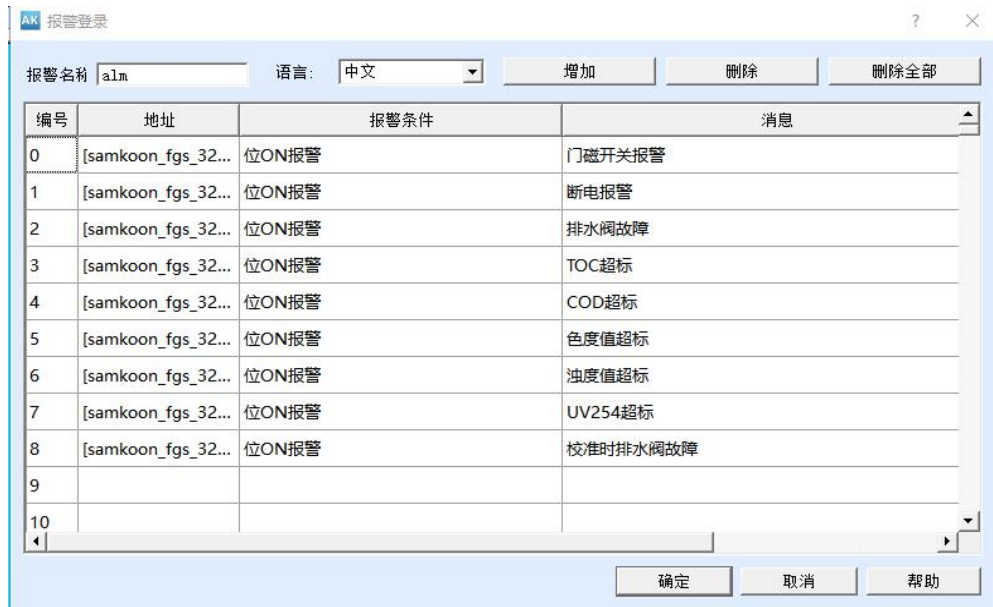 AK 报警登录 ?
报警名称 alm 语言: 中文 增加 删除 删除全部
编号 地址 报警条件 消息
0 [samkoon_fgs_32... 位ON报警 门磁开关报警
1 [samkoon_fgs_32... 位ON报警 断电报警
2 [samkoon_fgs_32... 位ON报警 排水阀故障
3 [samkoon_fgs_32... 位ON报警 TOC超标
4 [samkoon_fgs_32... 位ON报警 COD超标
5 [samkoon_fgs_32... 位ON报警 色度值超标
6 [samkoon_fgs_32... 位ON报警 浊度值超标
7 [samkoon_fgs_32... 位ON报警 UV254超标
8 [samkoon_fgs_32... 位ON报警 校准时排水阀故障
9
10
确定 取消 帮助